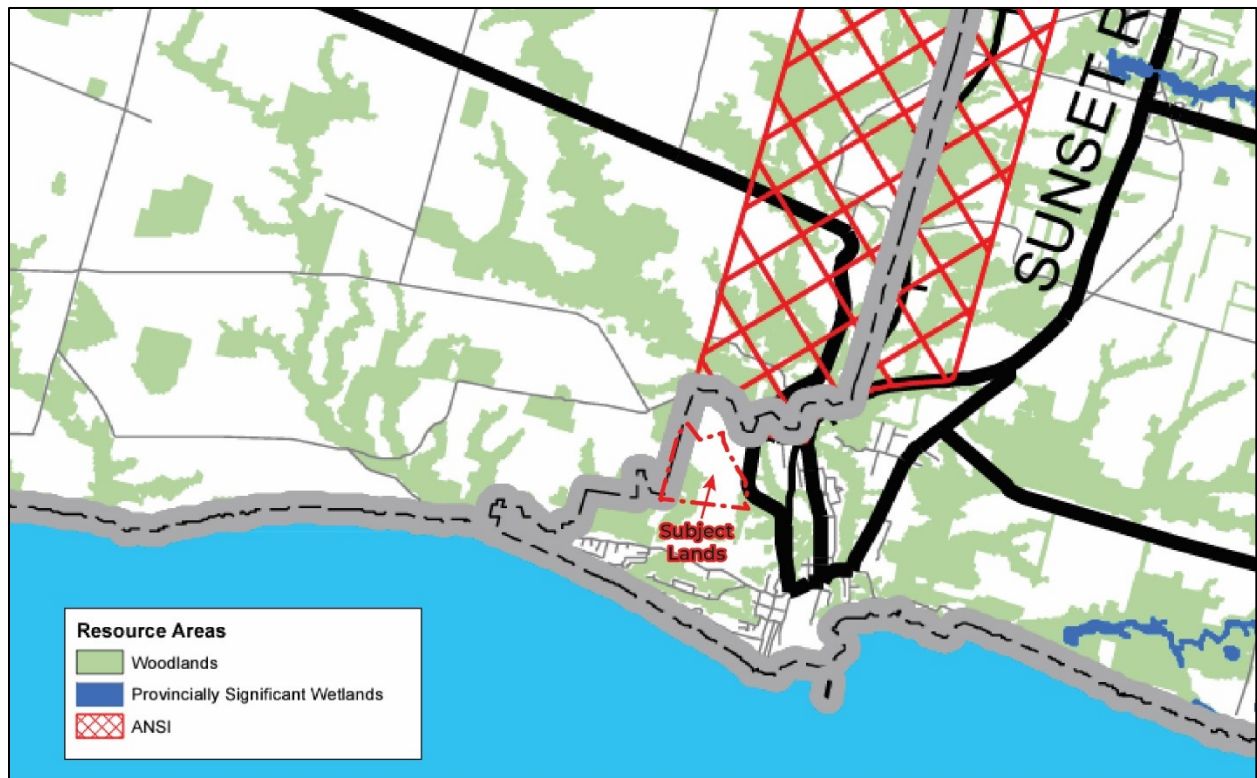 SUNSET R
Subject
Lands
Resource Areas
Woodlands
Provincially Significant Wetlands
ANSI